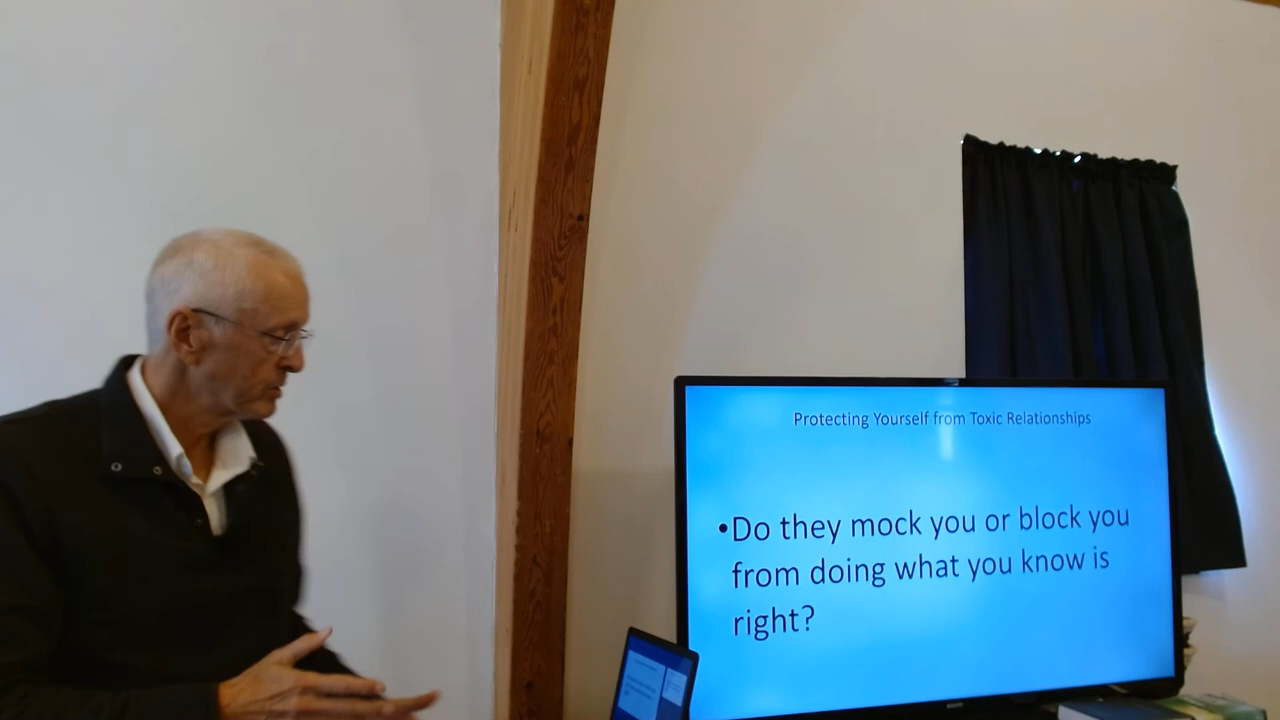 Protecting Yourself from Toxic Relationships
•Do they mock you or block you
from doing what you know is
right?